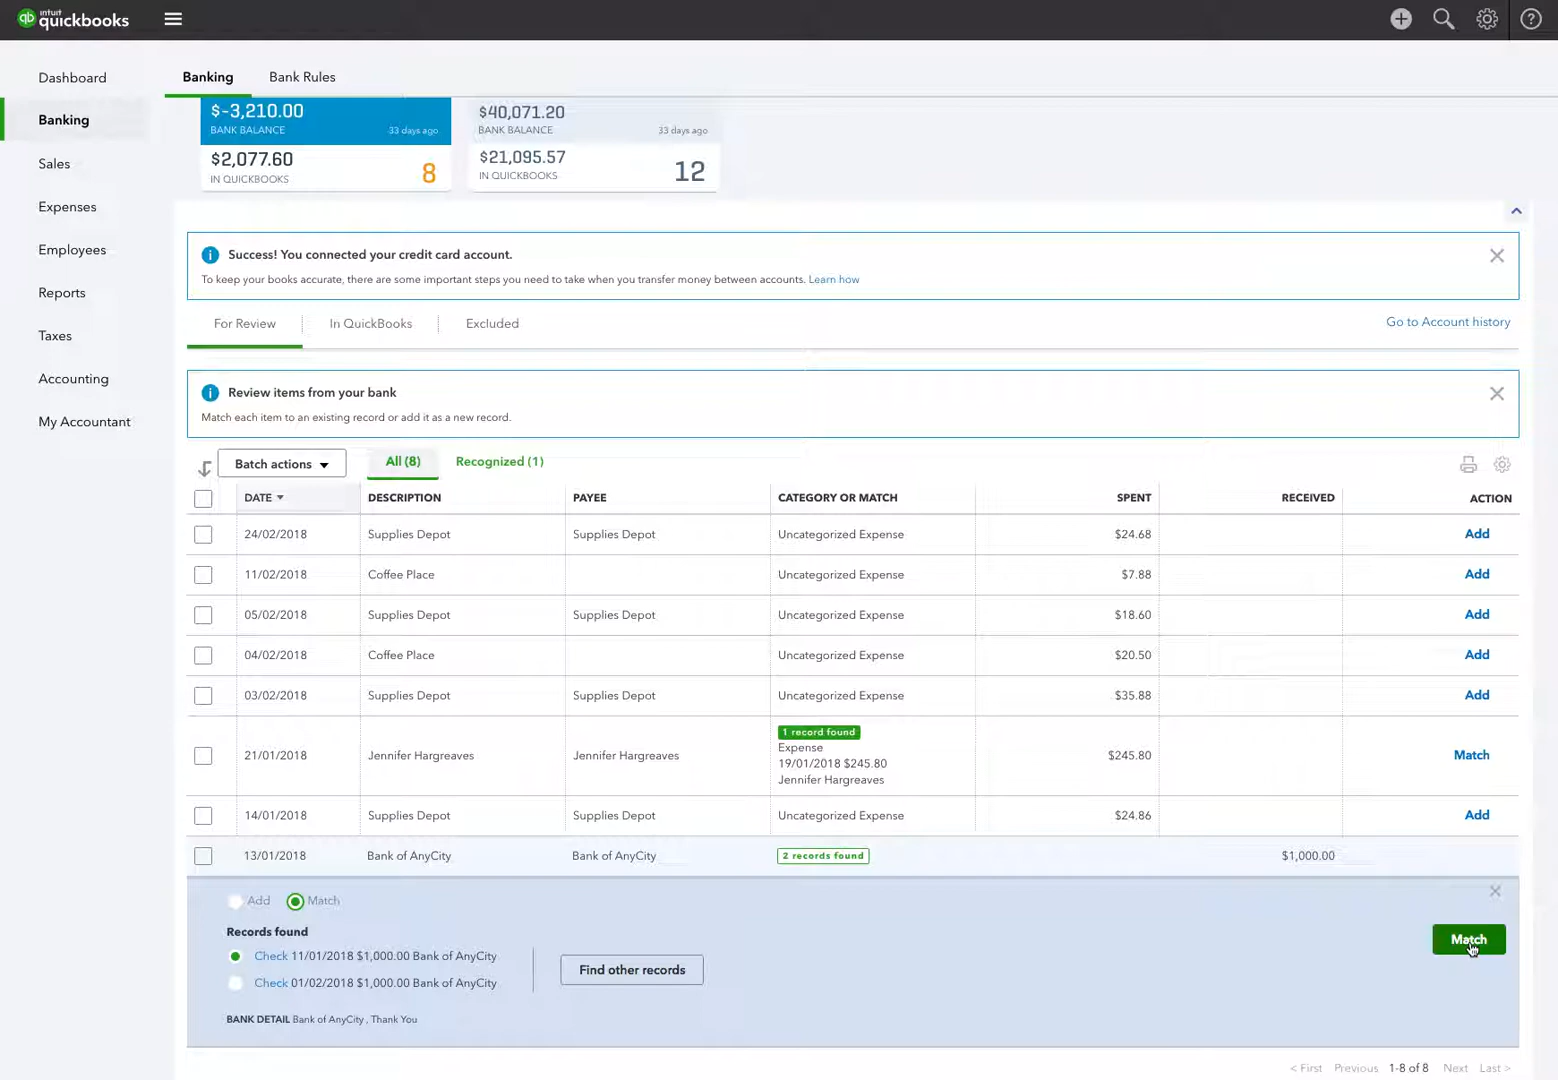 intuit
quickbooks
Dashboard
Banking
Sales
Expenses
Employees
Reports
Taxes
Accounting
My Accountant
Banking
Bank Rules
$-3,210.00
BANK BALANCE
33 days ago
$2,077.60
IN QUICKBOOKS
8
$40,071.20
BANK BALANCE
33 days ago
$21,095.57
IN QUICKBOOKS
12
Success! You connected your credit card account.
To keep your books accurate, there are some important steps you need to take when you transfer money between accounts. Learn how
For Review
In QuickBooks
Excluded
Go to Account history
Review items from your bank
Match each item to an existing record or add it as a new record.
Batch actions
All (8)
Recognized (1)
DATE DESCRIPTION PAYEE CATEGORY OR MATCH SPENT RECEIVED ACTION
24/02/2018 Supplies Depot Supplies Depot Uncategorized Expense $24.68 Add
11/02/2018 Coffee Place Uncategorized Expense $7.88 Add
05/02/2018 Supplies Depot Supplies Depot Uncategorized Expense $18.60 Add
04/02/2018 Coffee Place Uncategorized Expense $20.50 Add
03/02/2018 Supplies Depot Supplies Depot Uncategorized Expense $35.88 Add
1 record found
Expense
21/01/2018 Jennifer Hargreaves Jennifer Hargreaves 19/01/2018 $245.80 $245.80 Match
Jennifer Hargreaves
14/01/2018 Supplies Depot Supplies Depot Uncategorized Expense $24.86 Add
13/01/2018 Bank of AnyCity Bank of AnyCity 2 records found $1,000.00
Add Match
Records found
Check 11/01/2018 $1,000.00 Bank of AnyCity
Check 01/02/2018 $1,000.00 Bank of AnyCity
Find other records
Match
BANK DETAIL Bank of AnyCity , Thank You
< First Previous 1-8 of 8 Next Last >